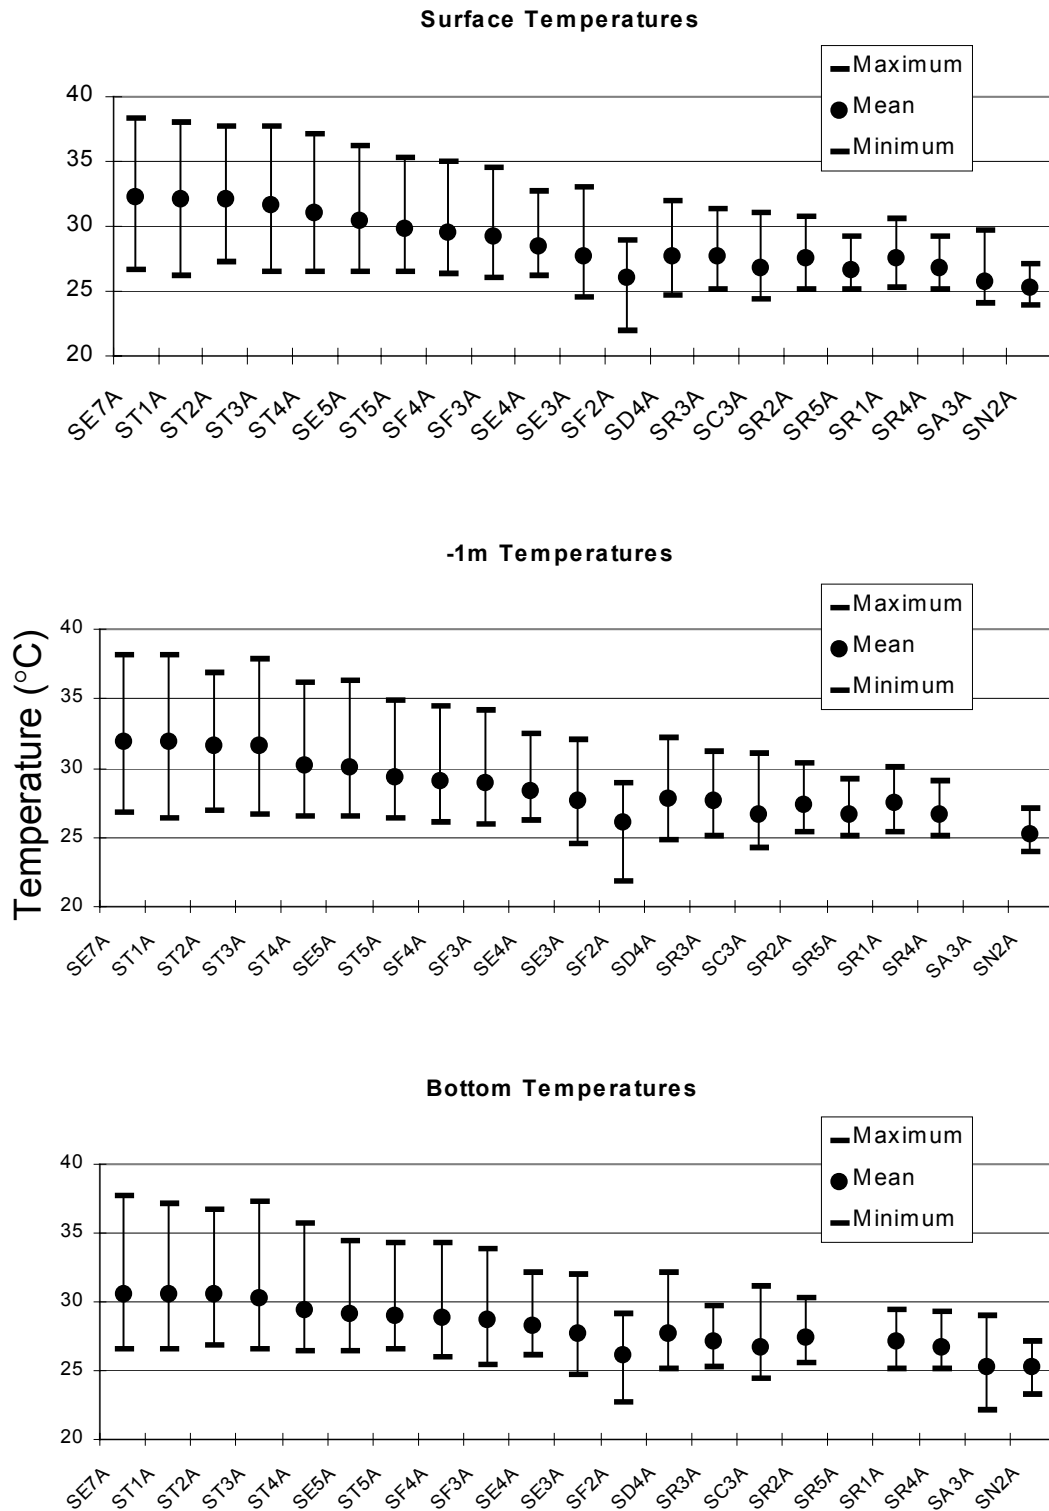 Surface Temperatures
Maximum
Mean
Minimum
40
35
30
25
20
SE7A ST1A ST2A ST3A ST4A SE5A ST5A SF4A SF3A SE4A SE3A SF2A SD4A SR3A SC3A SR2A SR5A SR1A SR4A SA3A SN2A
-1m Temperatures
Maximum
Mean
Minimum
Temperature (°C)
40
35
30
25
20
SE7A ST1A ST2A ST3A ST4A SE5A ST5A SF4A SF3A SE4A SE3A SF2A SD4A SR3A SC3A SR2A SR5A SR1A SR4A SA3A SN2A
Bottom Temperatures
Maximum
Mean
Minimum
40
35
30
25
20
SE7A ST1A ST2A ST3A ST4A SE5A ST5A SF4A SF3A SE4A SE3A SF2A SD4A SR3A SC3A SR2A SR5A SR1A SR4A SA3A SN2A